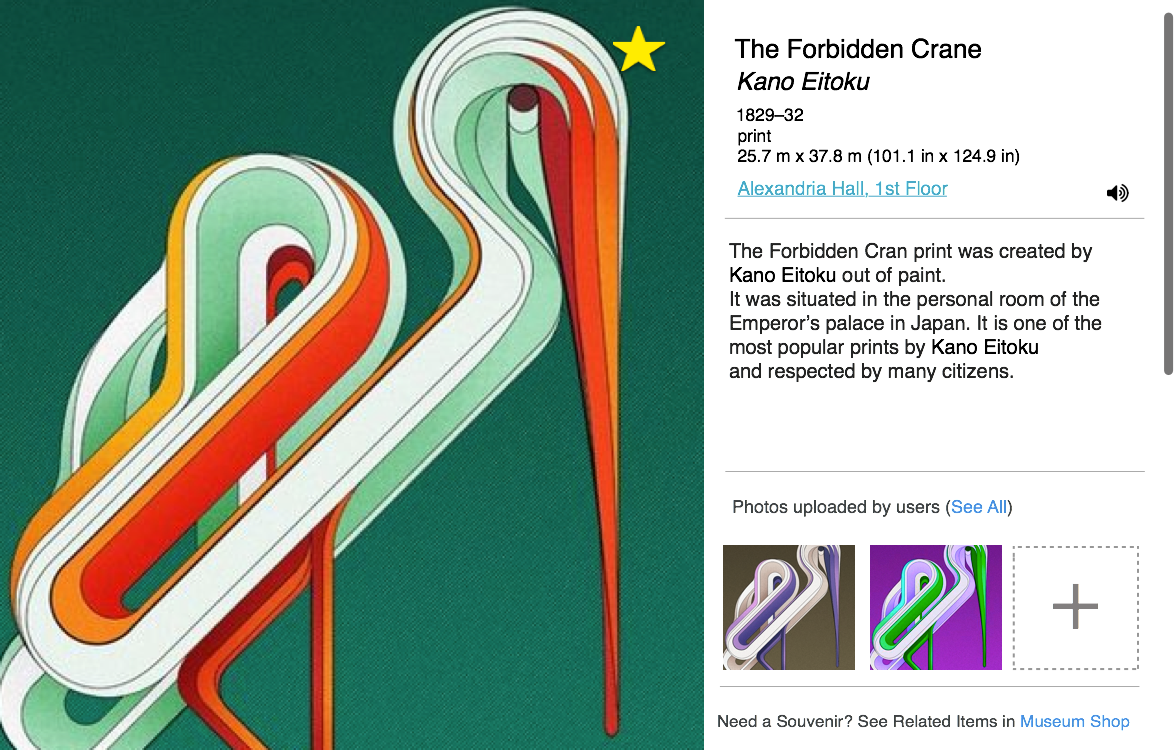 The Forbidden Crane
Kano Eitoku
1829–32
print
25.7 m x 37.8 m (101.1 in x 124.9 in)
Alexandria Hall, 1st Floor
The Forbidden Cran print was created by
Kano Eitoku out of paint.
It was situated in the personal room of the
Emperor’s palace in Japan. It is one of the
most popular prints by Kano Eitoku
and respected by many citizens.
Photos uploaded by users (See All)
Need a Souvenir? See Related Items in Museum Shop